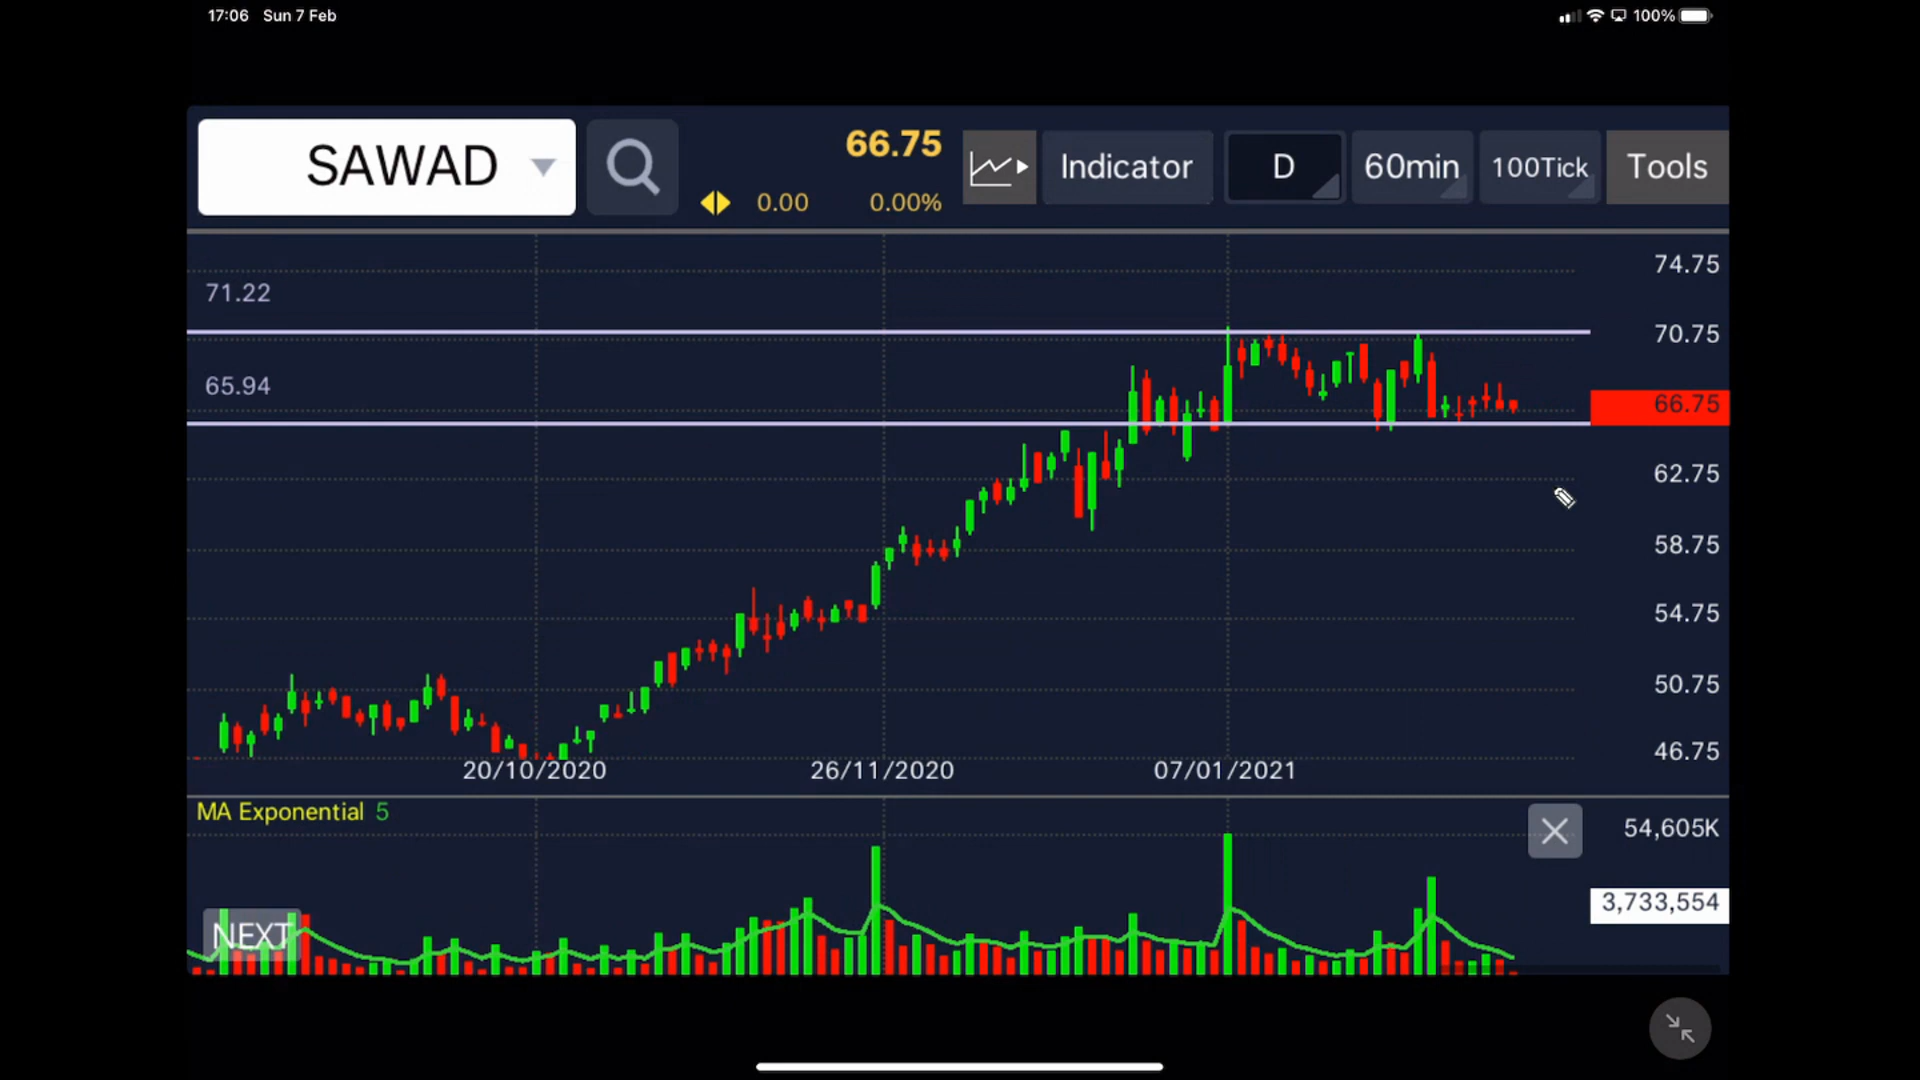 17:06 Sun 7 Feb
100%
SAWAD
66.75
0.00 0.00%
Indicator
D
60min
100Tick
Tools
71.22
65.94
74.75
70.75
66.75
62.75
58.75
54.75
50.75
46.75
20/10/2020 26/11/2020 07/01/2021
MA Exponential 5
54,605K
3,733,554
NEXT